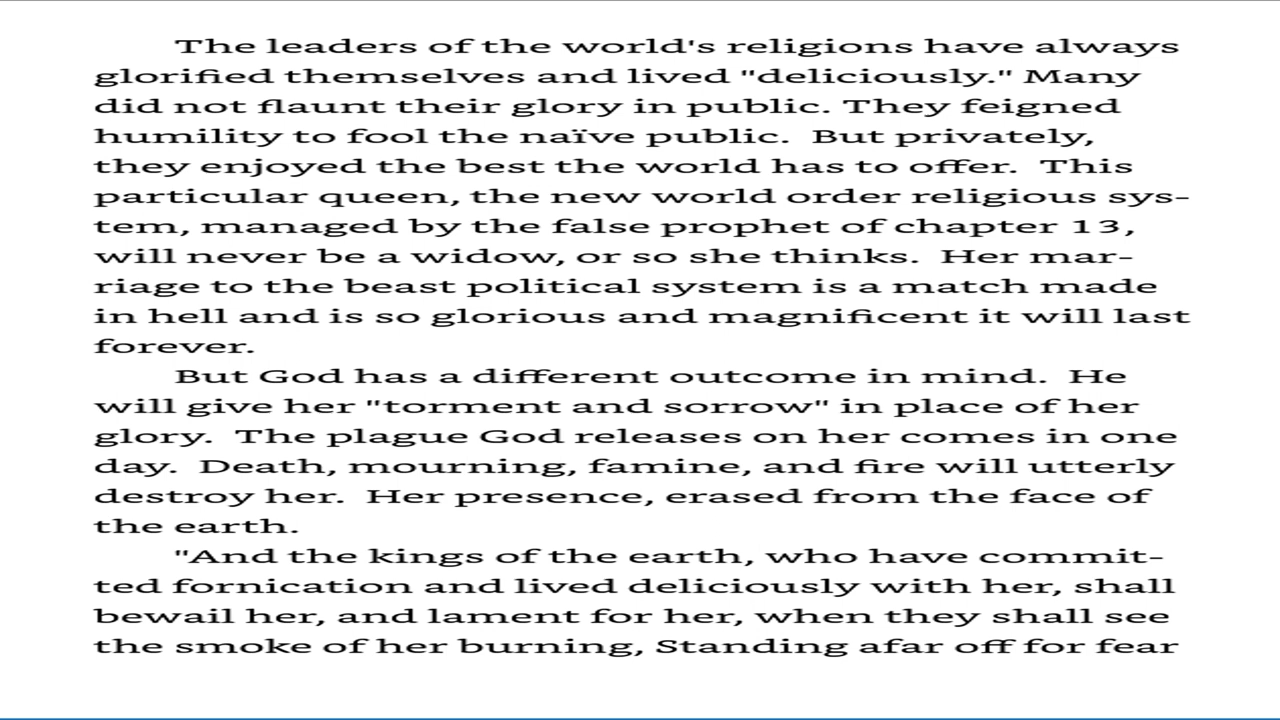 The leaders of the world's religions have always
glorified themselves and lived "deliciously." Many
did not flaunt their glory in public. They feigned
humility to fool the naïve public.  But privately,
they enjoyed the best the world has to offer.  This
particular queen, the new world order religious sys-
tem, managed by the false prophet of chapter 13,
will never be a widow, or so she thinks.  Her mar-
riage to the beast political system is a match made
in hell and is so glorious and magnificent it will last
forever.
But God has a different outcome in mind.  He
will give her "torment and sorrow" in place of her
glory.  The plague God releases on her comes in one
day.  Death, mourning, famine, and fire will utterly
destroy her.  Her presence, erased from the face of
the earth.
"And the kings of the earth, who have commit-
ted fornication and lived deliciously with her, shall
bewail her, and lament for her, when they shall see
the smoke of her burning, Standing afar off for fear